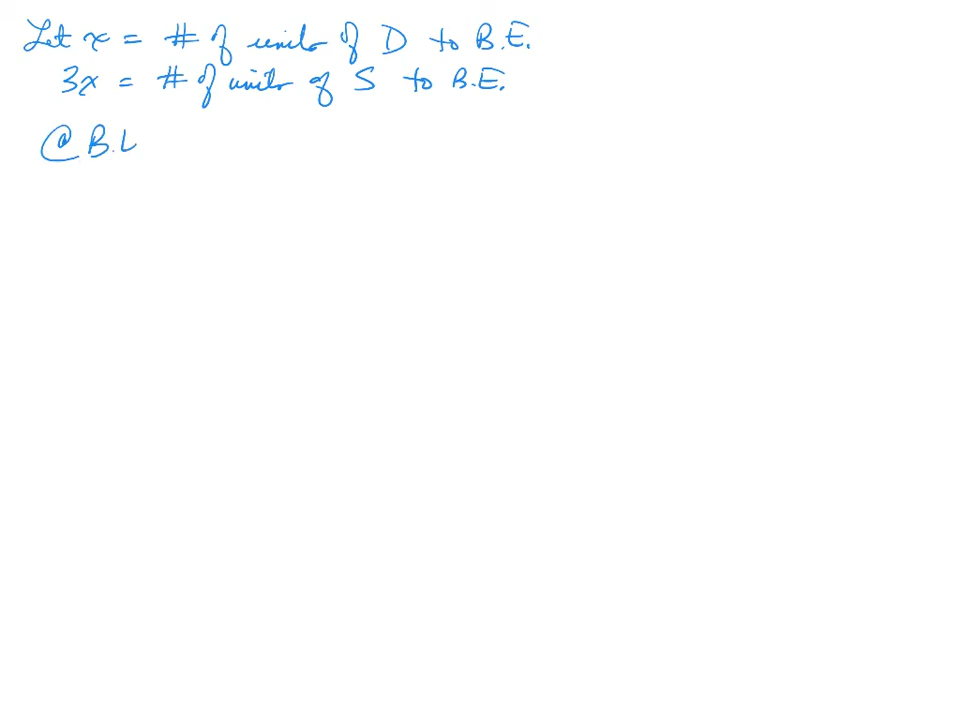 Let x = # of units of D to B.E.
3x = # of units of S to B.E.
@ B.L